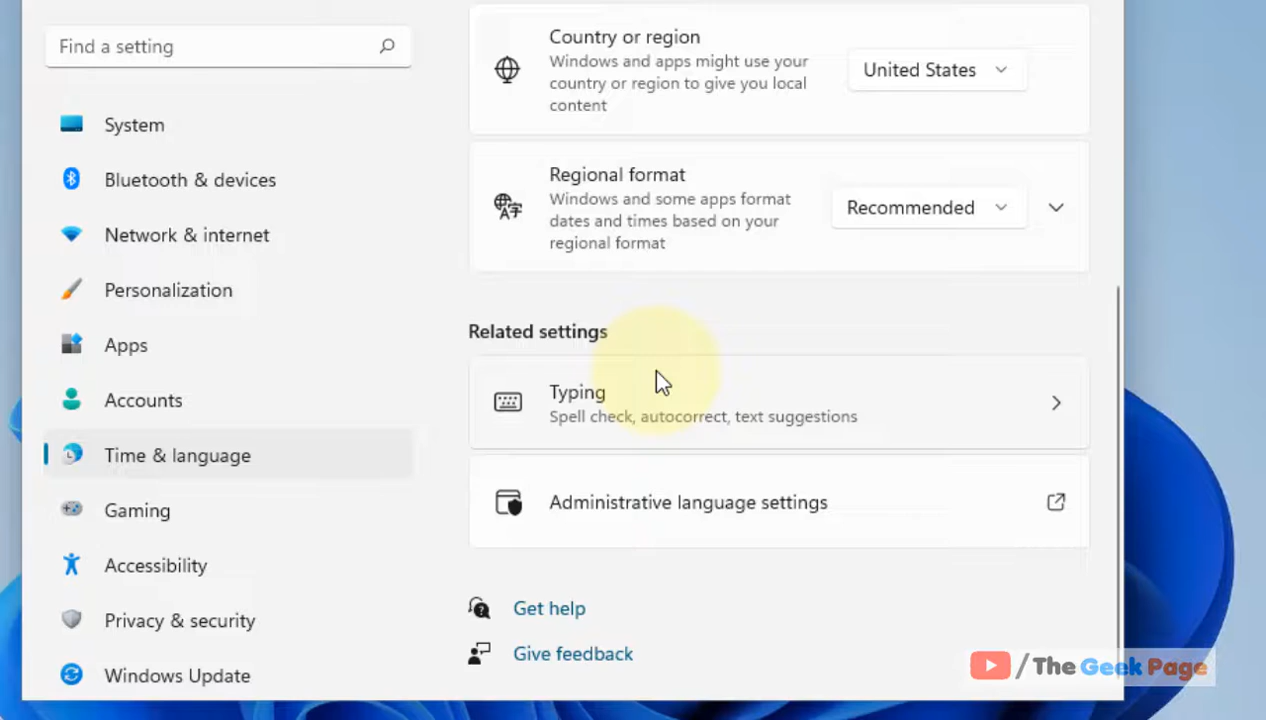 Find a setting
System
Bluetooth & devices
Network & internet
Personalization
Apps
Accounts
Time & language
Gaming
Accessibility
Privacy & security
Windows Update
Country or region
Windows and apps might use your
country or region to give you local
content
United States
Regional format
Windows and some apps format
dates and times based on your
regional format
Recommended
Related settings
Typing
Spell check, autocorrect, text suggestions
Administrative language settings
Get help
Give feedback
/The Geek Page